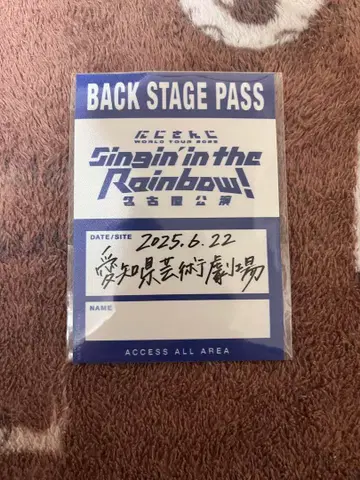 BACK STAGE PASS
にじさんじ
WORLD TOUR 2025
Singin' in the
Rainbow!
名古屋公演
DATE/SITE
2025.6.22
愛知県芸術劇場
NAME
ACCESS ALL AREA